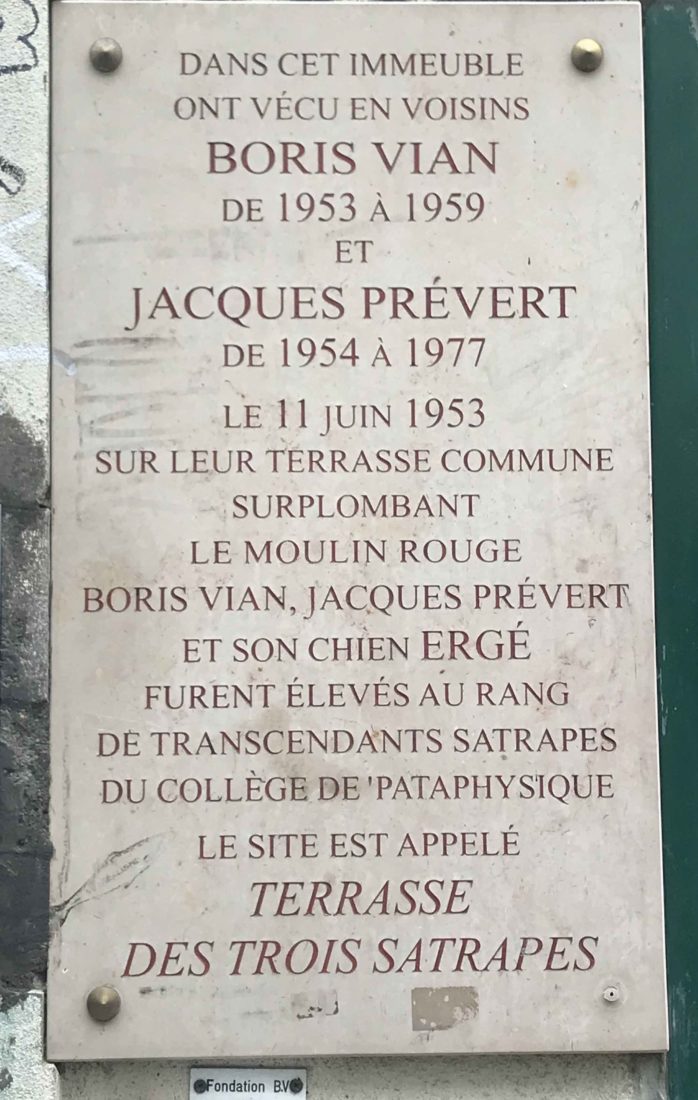 DANS CET IMMEUBLE
ONT VÉCU EN VOISINS
BORIS VIAN
DE 1953 À 1959
ET
JACQUES PRÉVERT
DE 1954 À 1977
LE 11 JUIN 1953
SUR LEUR TERRASSE COMMUNE
SURPLOMBANT
LE MOULIN ROUGE
BORIS VIAN, JACQUES PRÉVERT
ET SON CHIEN ERGÉ
FURENT ÉLEVÉS AU RANG
DE TRANSCENDANTS SATRAPES
DU COLLÈGE DE 'PATAPHYSIQUE
LE SITE EST APPELÉ
TERRASSE
DES TROIS SATRAPES
Fondation B.V